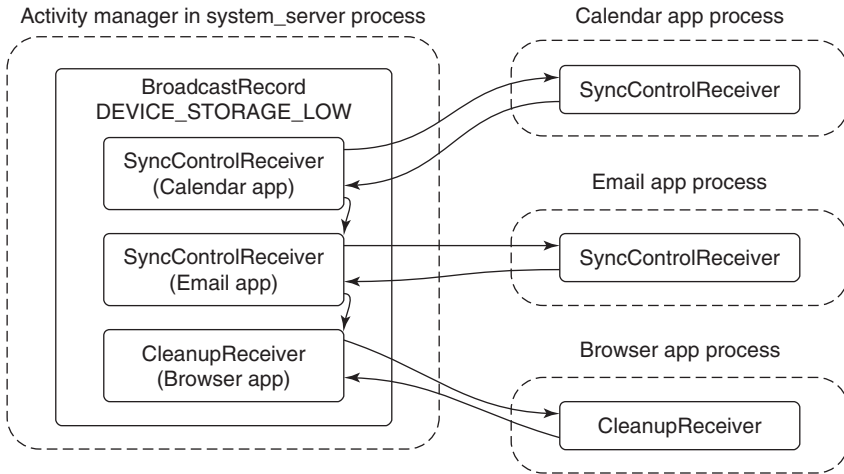 Activity manager in system_server process
BroadcastRecord
DEVICE_STORAGE_LOW
SyncControlReceiver
(Calendar app)
SyncControlReceiver
(Email app)
CleanupReceiver
(Browser app)
Calendar app process
SyncControlReceiver
Email app process
SyncControlReceiver
Browser app process
CleanupReceiver